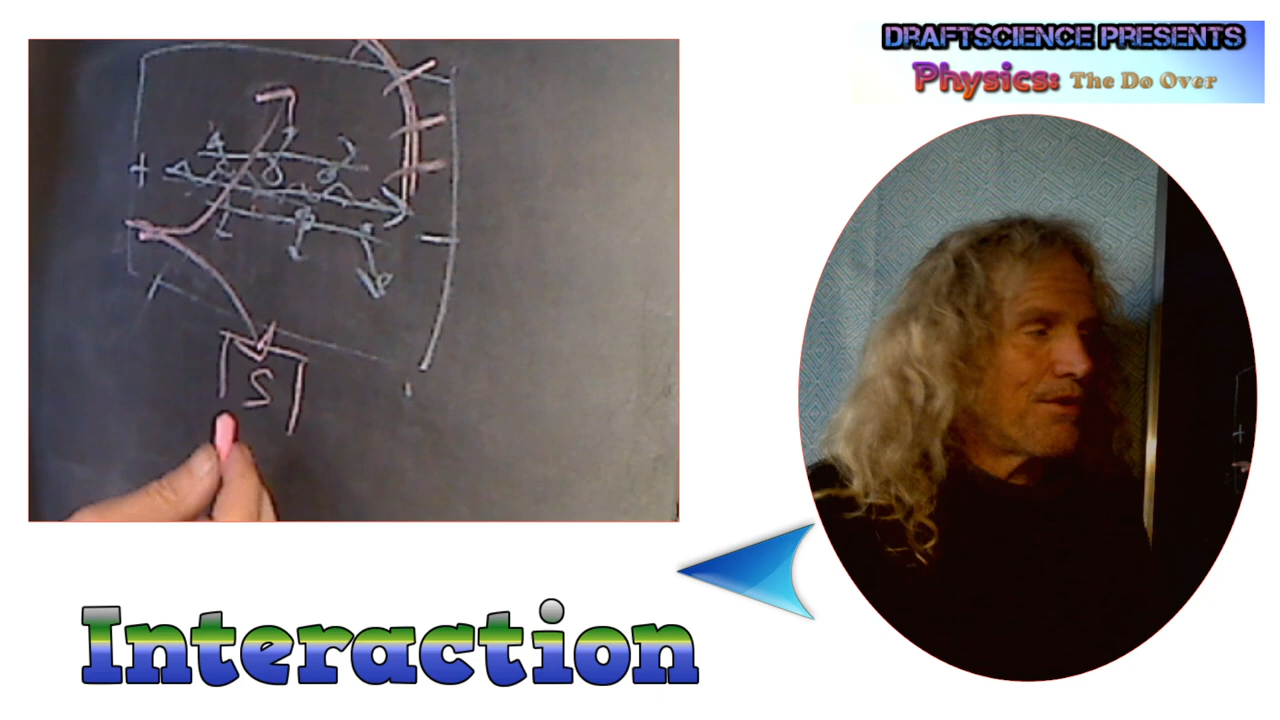 DRAFTSCIENCE PRESENTS
Physics: The Do Over
+
-
S
Interaction